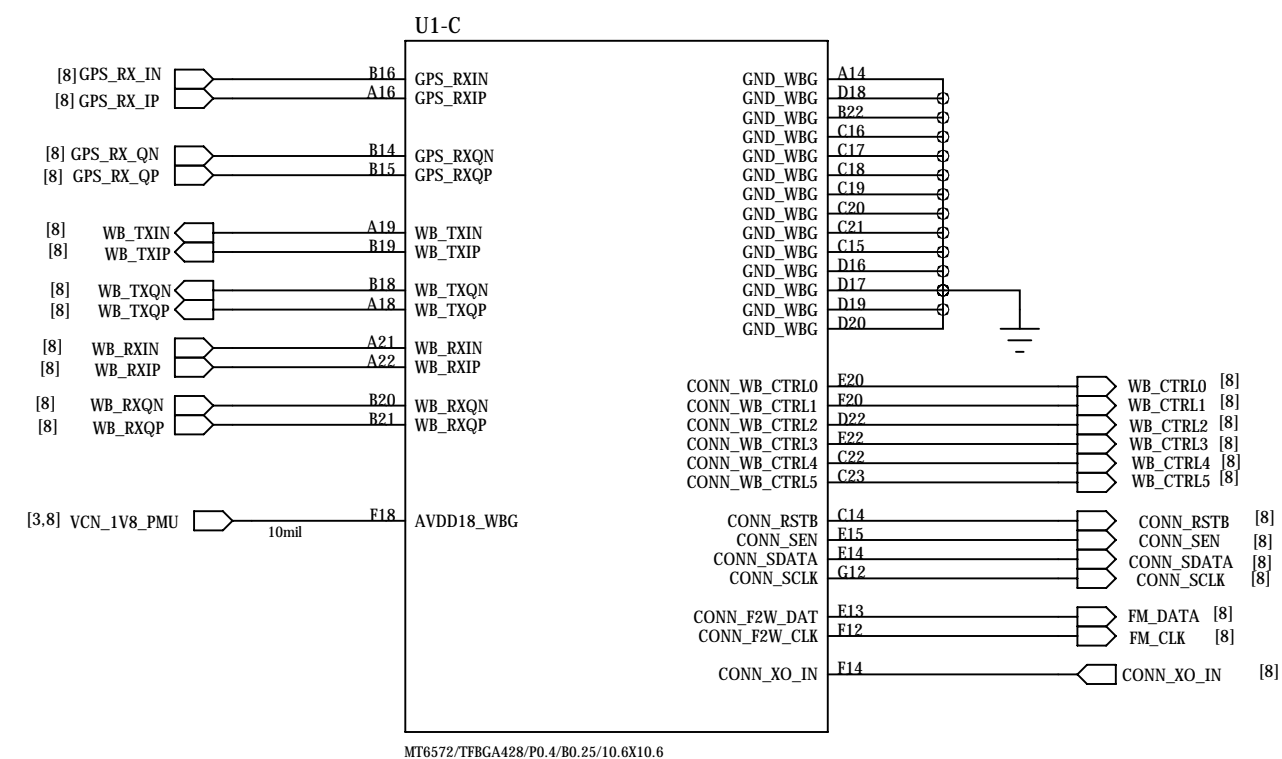 U1-C
[8] GPS_RX_IN B16 GPS_RXIN GND_WBG A14
[8] GPS_RX_IP A16 GPS_RXIP GND_WBG D18
GND_WBG B22
GND_WBG C16
[8] GPS_RX_QN B14 GPS_RXQN GND_WBG C17
[8] GPS_RX_QP B15 GPS_RXQP GND_WBG C18
GND_WBG C19
GND_WBG C20
[8] WB_TXIN A19 WB_TXIN GND_WBG C21
[8] WB_TXIP B19 WB_TXIP GND_WBG C15
GND_WBG D16
[8] WB_TXQN B18 WB_TXQN GND_WBG D17
[8] WB_TXQP A18 WB_TXQP GND_WBG D19
GND_WBG D20
[8] WB_RXIN A21 WB_RXIN
[8] WB_RXIP A22 WB_RXIP
CONN_WB_CTRL0 E20 WB_CTRL0 [8]
[8] WB_RXQN B20 WB_RXQN CONN_WB_CTRL1 F20 WB_CTRL1 [8]
[8] WB_RXQP B21 WB_RXQP CONN_WB_CTRL2 D22 WB_CTRL2 [8]
CONN_WB_CTRL3 E22 WB_CTRL3 [8]
CONN_WB_CTRL4 C22 WB_CTRL4 [8]
CONN_WB_CTRL5 C23 WB_CTRL5 [8]
[3,8] VCN_1V8_PMU 10mil F18 AVDD18_WBG CONN_RSTB C14 CONN_RSTB [8]
CONN_SEN E15 CONN_SEN [8]
CONN_SDATA E14 CONN_SDATA [8]
CONN_SCLK G12 CONN_SCLK [8]
CONN_F2W_DAT E13 FM_DATA [8]
CONN_F2W_CLK F12 FM_CLK [8]
CONN_XO_IN F14 CONN_XO_IN [8]
MT6572/TFBGA428/P0.4/B0.25/10.6X10.6